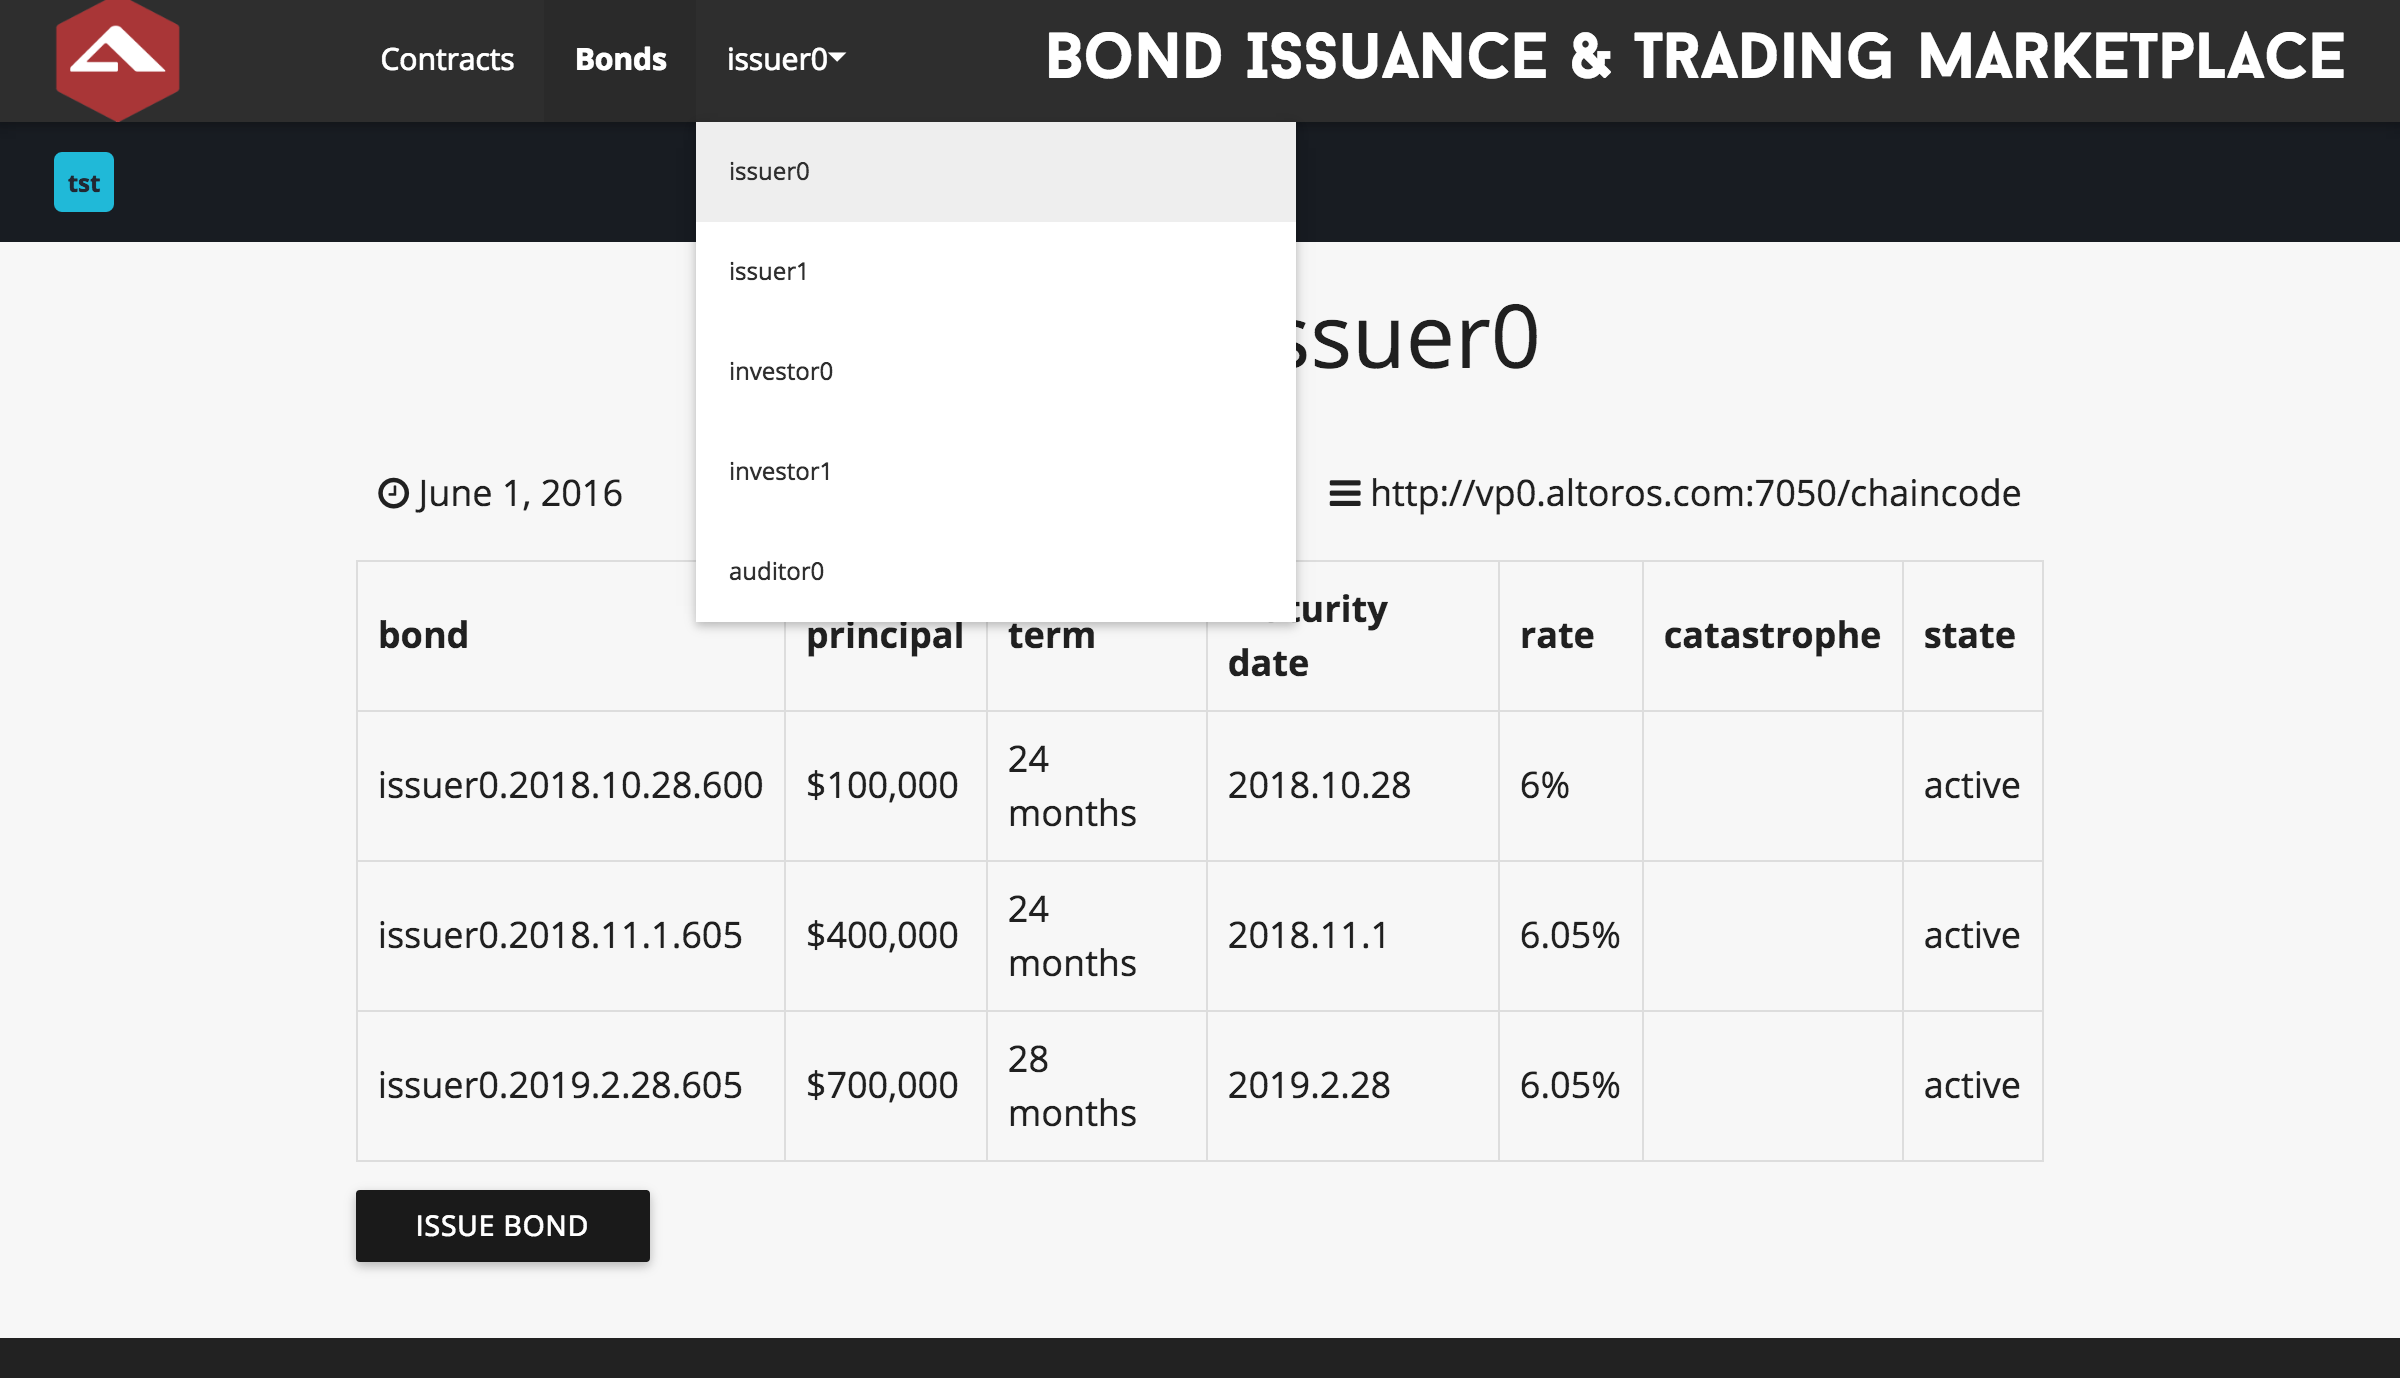 Contracts Bonds issuer0 BOND ISSUANCE & TRADING MARKETPLACE
tst
issuer0
issuer1
investor0
investor1
auditor0
ssuer0
June 1, 2016 http://vp0.altoros.com:7050/chaincode
bond principal term turity date rate catastrophe state
issuer0.2018.10.28.600 $100,000 24 months 2018.10.28 6% active
issuer0.2018.11.1.605 $400,000 24 months 2018.11.1 6.05% active
issuer0.2019.2.28.605 $700,000 28 months 2019.2.28 6.05% active
ISSUE BOND